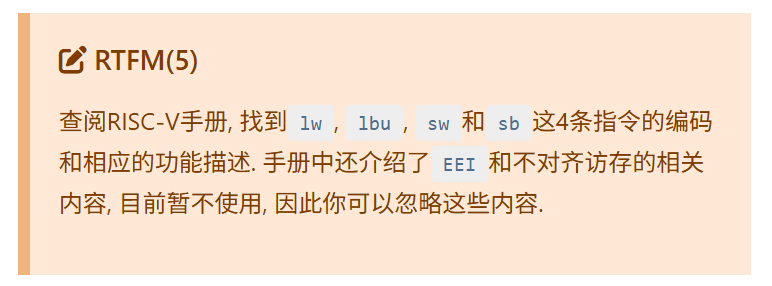 RTFM(5)
查阅RISC-V手册, 找到 lw , lbu , sw 和 sb 这4条指令的编码
和相应的功能描述. 手册中还介绍了 EEI 和不对齐访存的相关
内容, 目前暂不使用, 因此你可以忽略这些内容.